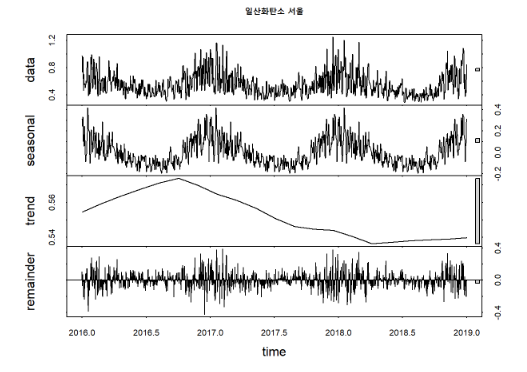 일산화탄소 서울
data
0.4 0.8 1.2
seasonal
-0.2 0.0 0.2 0.4
trend
0.54 0.56
remainder
-0.4 0.0 0.4
2016.0 2016.5 2017.0 2017.5 2018.0 2018.5 2019.0
time